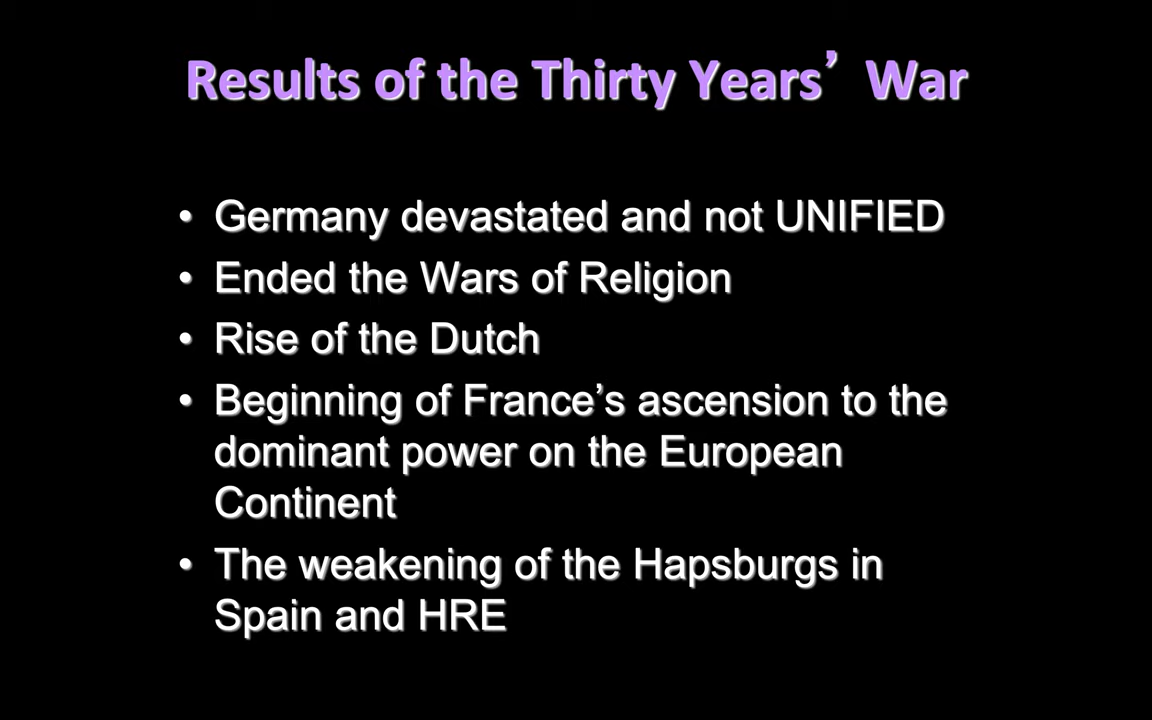 Results of the Thirty Years’ War
• Germany devastated and not UNIFIED
• Ended the Wars of Religion
• Rise of the Dutch
• Beginning of France’s ascension to the
dominant power on the European
Continent
• The weakening of the Hapsburgs in
Spain and HRE